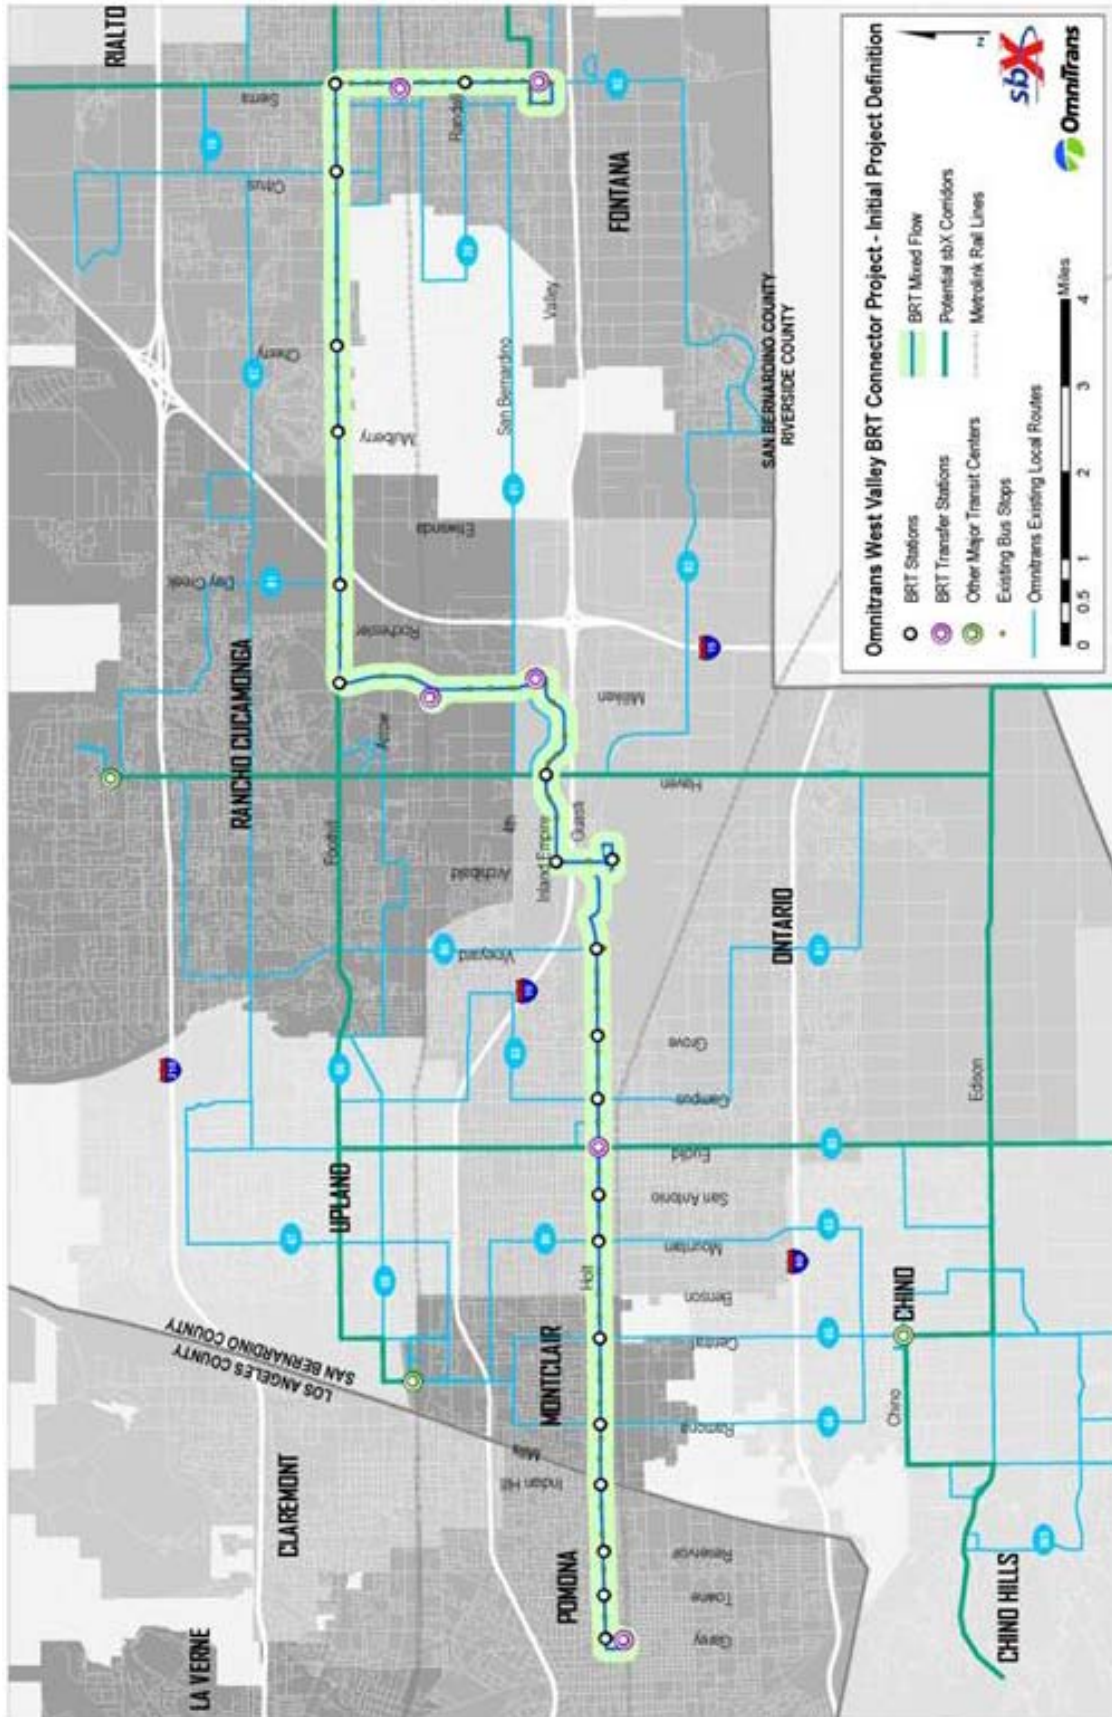 RIALTO
Sierra
Citrus
Cherry
Mulberry
Etiwanda
Day Creek
Rochester
Milliken
Haven
Archibald
Vineyard
Grove
Campus
Euclid
San Antonio
Mountain
Benson
Central
Ramona
Mills
Indian Hill
Reservoir
Towne
Garey
Randall
San Bernardino
Valley
Foothill
Arrow
4th
Inland Empire
Guasti
Holt
Edison
Chino
FONTANA
RANCHO CUCAMONGA
UPLAND
ONTARIO
MONTCLAIR
CHINO
CLAREMONT
POMONA
LA VERNE
CHINO HILLS
SAN BERNARDINO COUNTY
RIVERSIDE COUNTY
LOS ANGELES COUNTY
SAN BERNARDINO COUNTY
210
15
82
61
Omnitrans West Valley BRT Connector Project - Initial Project Definition
BRT Stations
BRT Transfer Stations
Other Major Transit Centers
Existing Bus Stops
Omnitrans Existing Local Routes
BRT Mixed Flow
Potential sbX Corridors
Metrolink Rail Lines
z
sbX
OmniTrans
0 0.5 1 2 3 4
Miles